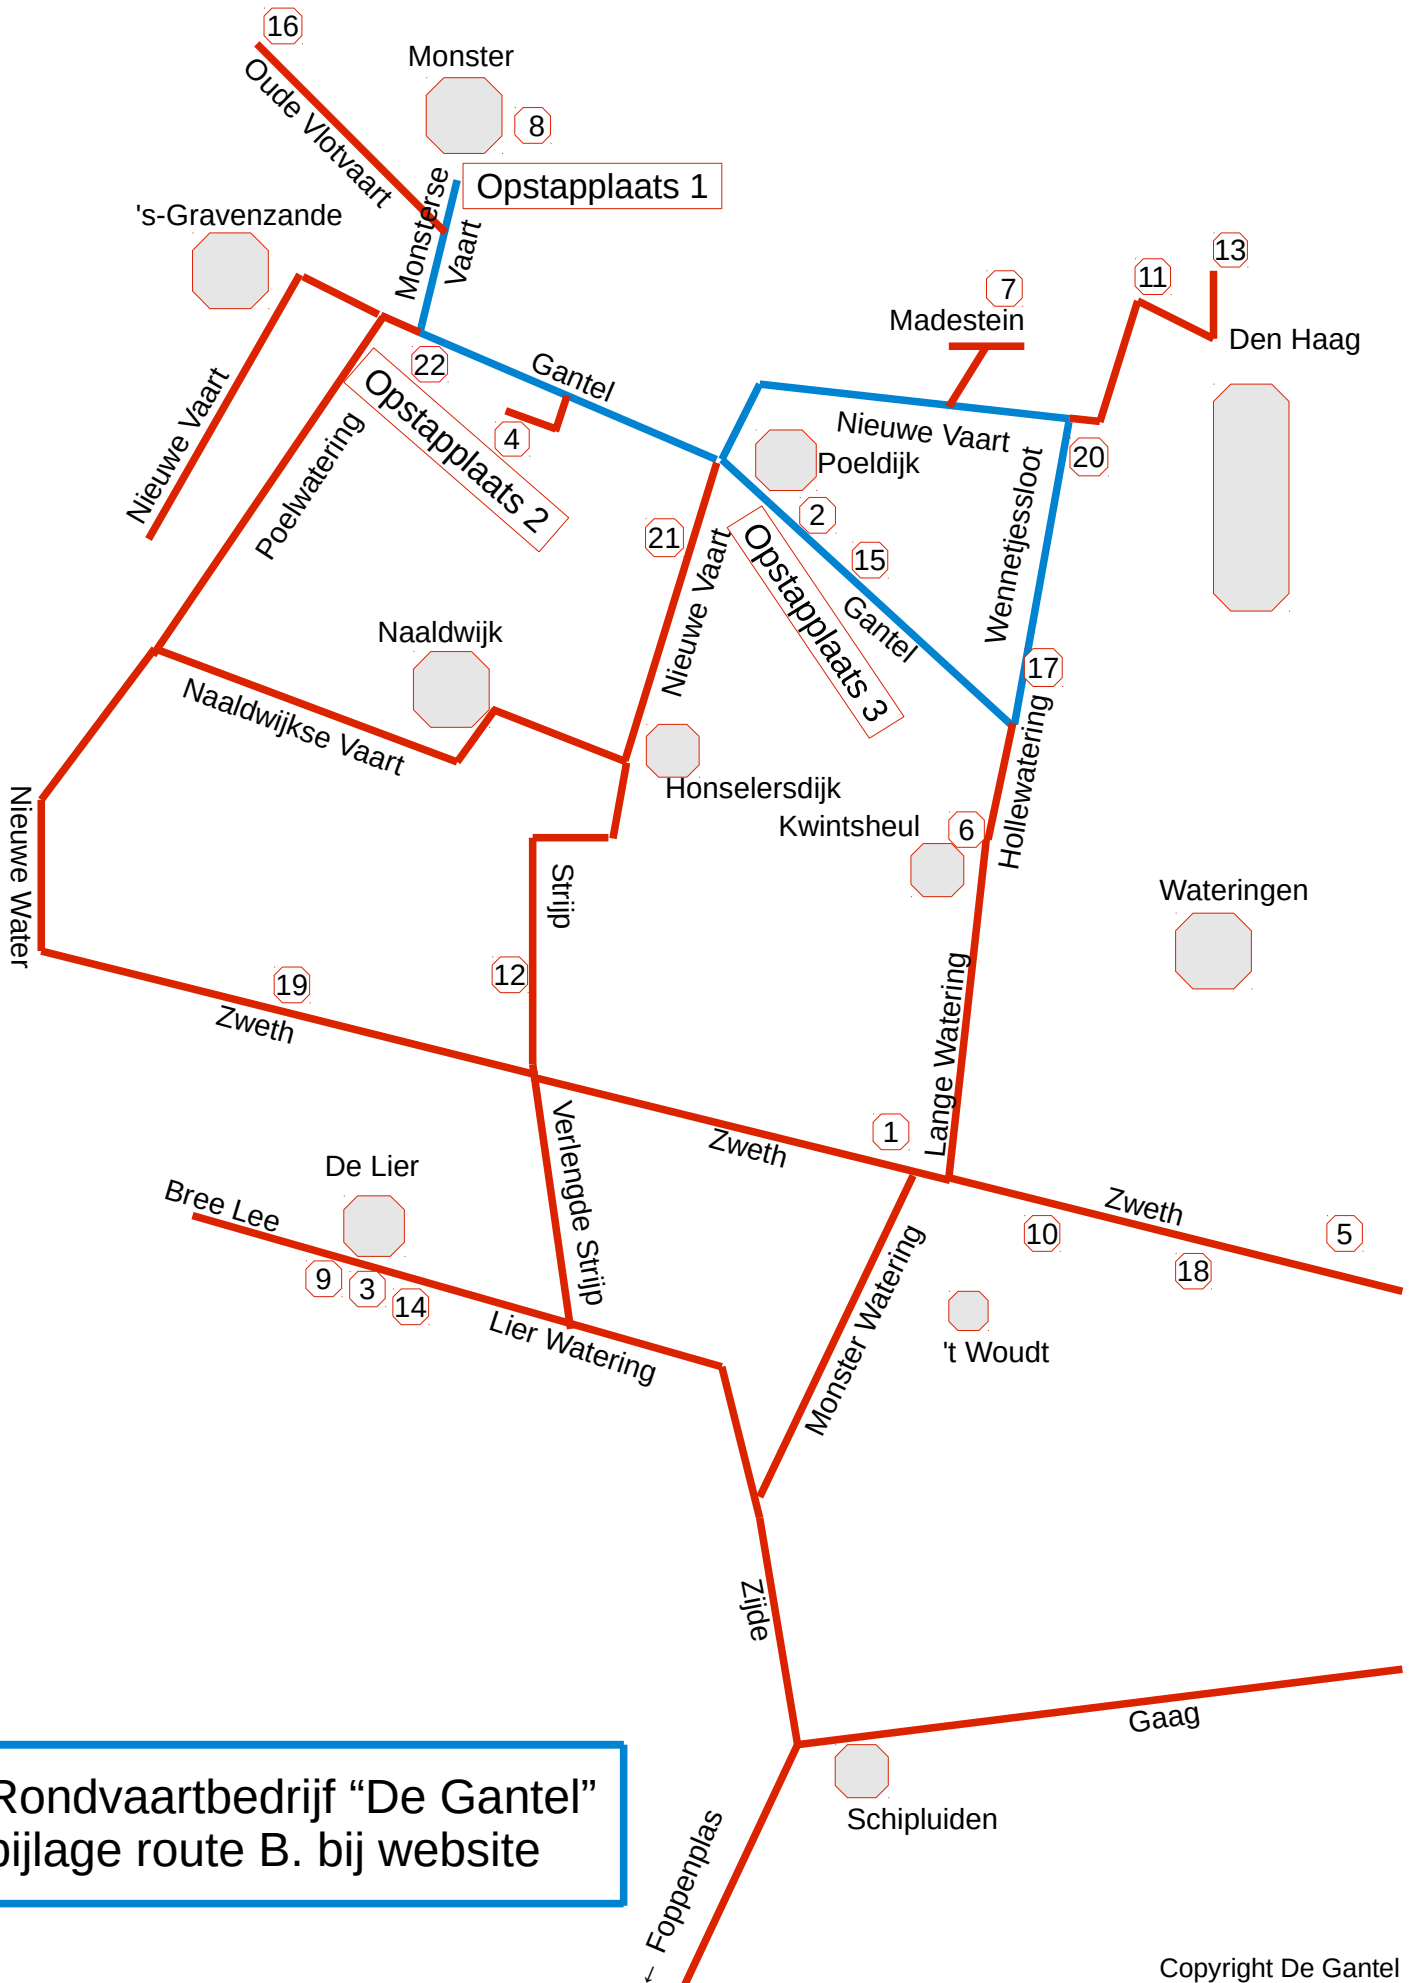 16
Monster
8
Oude Vlotvaart
Opstapplaats 1
Monsterse
Vaart
's-Gravenzande
13
11
7
Madestein
Den Haag
22
Gantel
Opstapplaats 2
4
Nieuwe Vaart
Poelwatering
Nieuwe Vaart
Poeldijk
20
Wennetjessloot
2
21
15
Opstapplaats 3
Nieuwe Vaart
Gantel
Naaldwijk
17
Naaldwijkse Vaart
Hollewatering
Honselersdijk
Kwintsheul
6
Nieuwe Water
Strijp
Wateringen
Lange Watering
19
12
Zweth
1
Zweth
Verlengde Strijp
De Lier
Bree Lee
Zweth
10
5
18
9
3
14
Lier Watering
Monster Watering
't Woudt
Zijde
Gaag
Schipluiden
Rondvaartbedrijf “De Gantel”
bijlage route B. bij website
← Foppenplas
Copyright De Gantel